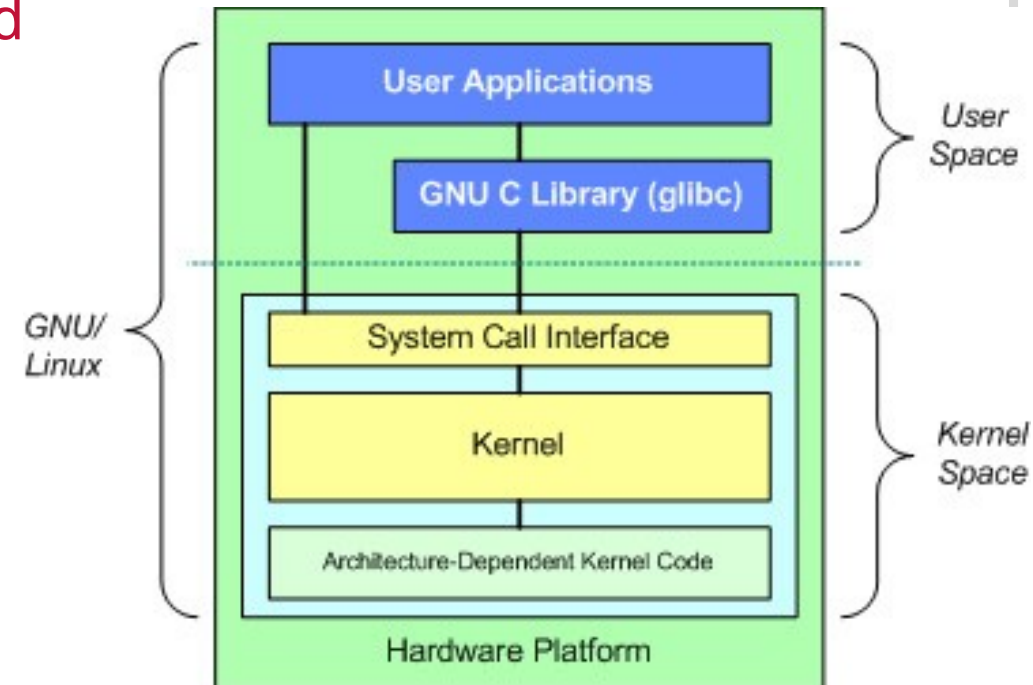 d
User Applications
User
Space
GNU C Library (glibc)
GNU/
Linux
System Call Interface
Kernel
Kernel
Space
Architecture-Dependent Kernel Code
Hardware Platform